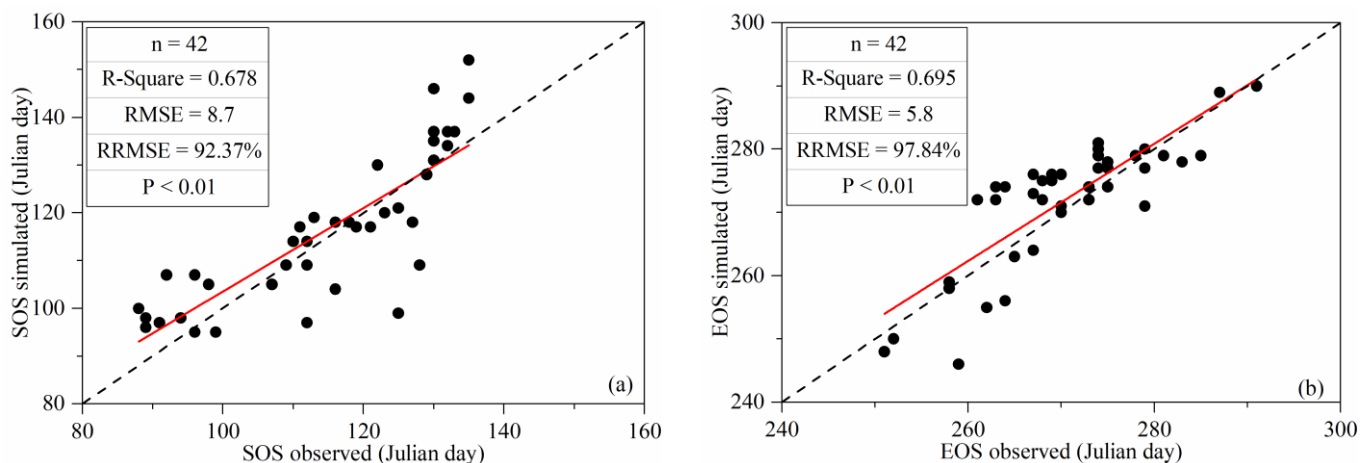 160
140
120
100
80
SOS simulated (Julian day)
n = 42
R-Square = 0.678
RMSE = 8.7
RRMSE = 92.37%
P < 0.01
(a)
80 100 120 140 160
SOS observed (Julian day)
300
280
260
240
EOS simulated (Julian day)
n = 42
R-Square = 0.695
RMSE = 5.8
RRMSE = 97.84%
P < 0.01
(b)
240 260 280 300
EOS observed (Julian day)